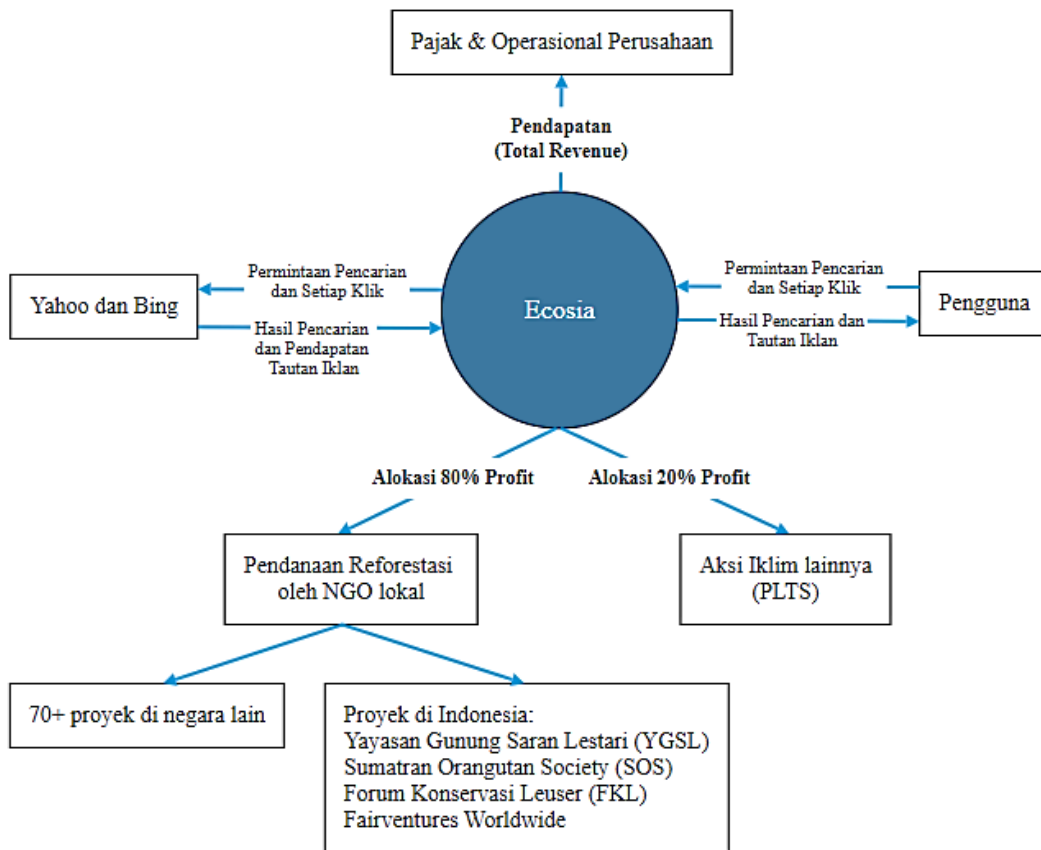 Pajak & Operasional Perusahaan
Pendapatan
(Total Revenue)
Yahoo dan Bing
Permintaan Pencarian
dan Setiap Klik
Hasil Pencarian
dan Pendapatan
Tautan Iklan
Ecosia
Permintaan Pencarian
dan Setiap Klik
Hasil Pencarian dan
Tautan Iklan
Pengguna
Alokasi 80% Profit
Alokasi 20% Profit
Pendanaan Reforestasi
oleh NGO lokal
Aksi Iklim lainnya
(PLTS)
70+ proyek di negara lain
Proyek di Indonesia:
Yayasan Gunung Saran Lestari (YGSL)
Sumatran Orangutan Society (SOS)
Forum Konservasi Leuser (FKL)
Fairventures Worldwide